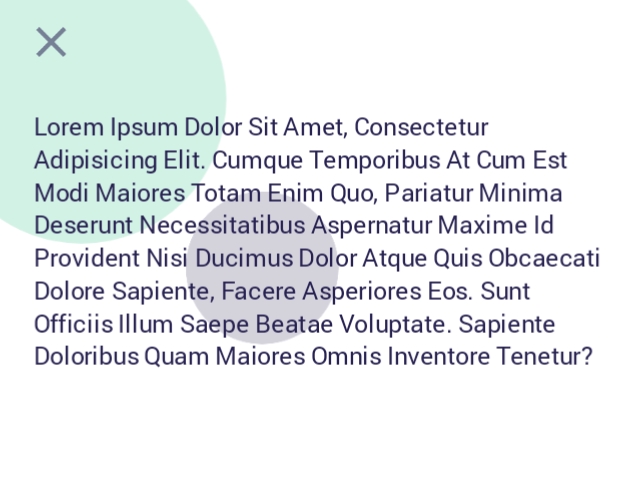 Lorem Ipsum Dolor Sit Amet, Consectetur
Adipisicing Elit. Cumque Temporibus At Cum Est
Modi Maiores Totam Enim Quo, Pariatur Minima
Deserunt Necessitatibus Aspernatur Maxime Id
Provident Nisi Ducimus Dolor Atque Quis Obcaecati
Dolore Sapiente, Facere Asperiores Eos. Sunt
Officiis Illum Saepe Beatae Voluptate. Sapiente
Doloribus Quam Maiores Omnis Inventore Tenetur?